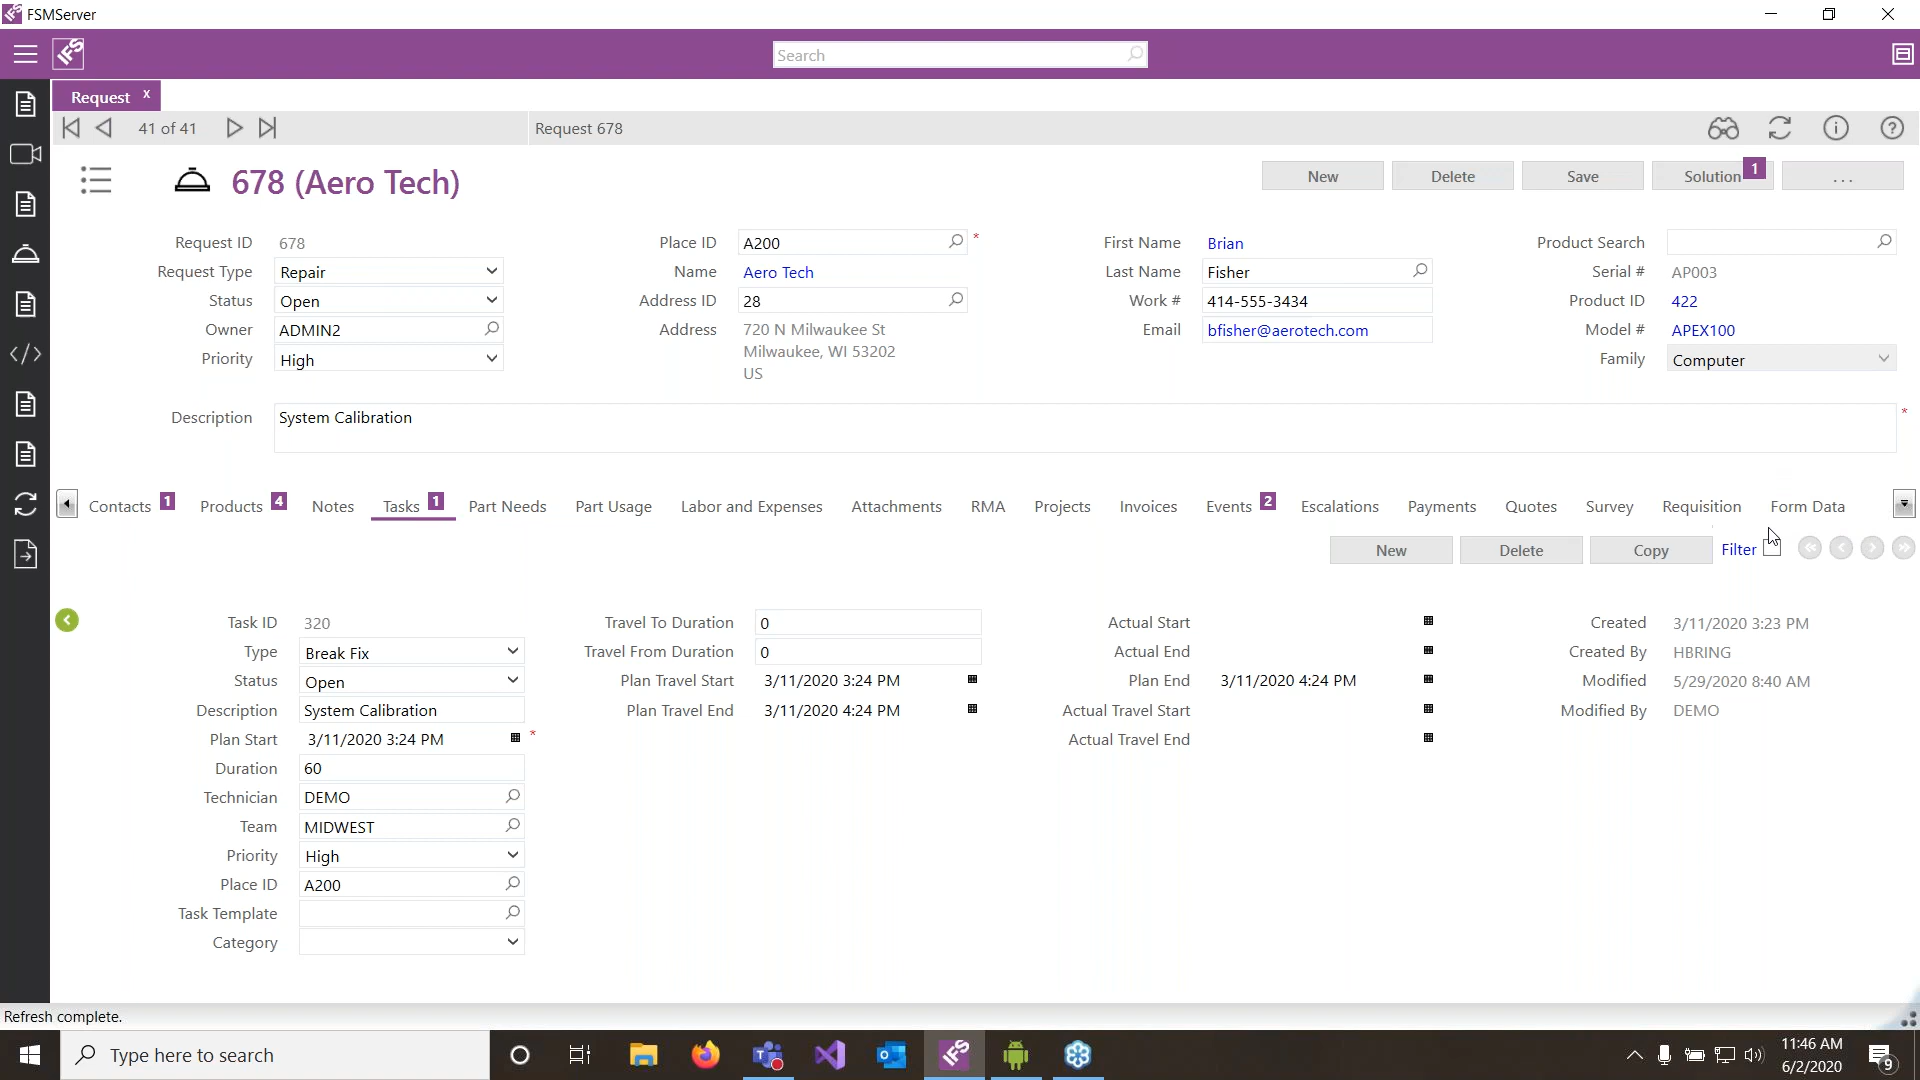 FSMServer
IFS
Search
Request x
41 of 41
Request 678
678 (Aero Tech)
New
Delete
Save
Solution 1
...
Request ID 678
Request Type Repair
Status Open
Owner ADMIN2
Priority High
Place ID A200 *
Name Aero Tech
Address ID 28
Address 720 N Milwaukee St
Milwaukee, WI 53202
US
First Name Brian
Last Name Fisher
Work # 414-555-3434
Email bfisher@aerotech.com
Product Search
Serial # AP003
Product ID 422
Model # APEX100
Family Computer
Description System Calibration *
Contacts 1 Products 4 Notes Tasks 1 Part Needs Part Usage Labor and Expenses Attachments RMA Projects Invoices Events 2 Escalations Payments Quotes Survey Requisition Form Data
New Delete Copy Filter
Task ID 320
Type Break Fix
Status Open
Description System Calibration
Plan Start 3/11/2020 3:24 PM *
Duration 60
Technician DEMO
Team MIDWEST
Priority High
Place ID A200
Task Template
Category
Travel To Duration 0
Travel From Duration 0
Plan Travel Start 3/11/2020 3:24 PM
Plan Travel End 3/11/2020 4:24 PM
Actual Start
Actual End
Plan End 3/11/2020 4:24 PM
Actual Travel Start
Actual Travel End
Created 3/11/2020 3:23 PM
Created By HBRING
Modified 5/29/2020 8:40 AM
Modified By DEMO
Refresh complete.
Type here to search
IFS
11:46 AM
6/2/2020
9